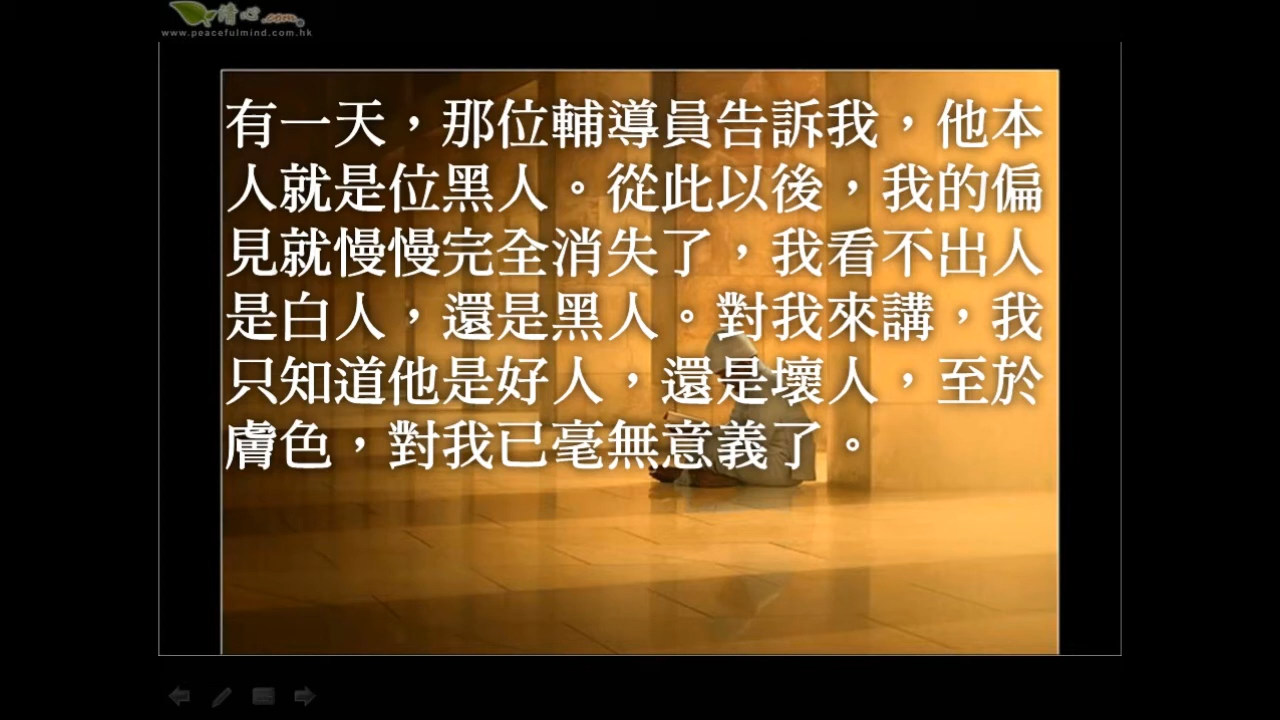 清心.com
www.peacefulmind.com.hk
有一天，那位輔導員告訴我，他本
人就是位黑人。從此以後，我的偏
見就慢慢完全消失了，我看不出人
是白人，還是黑人。對我來講，我
只知道他是好人，還是壞人，至於
膚色，對我已毫無意義了。